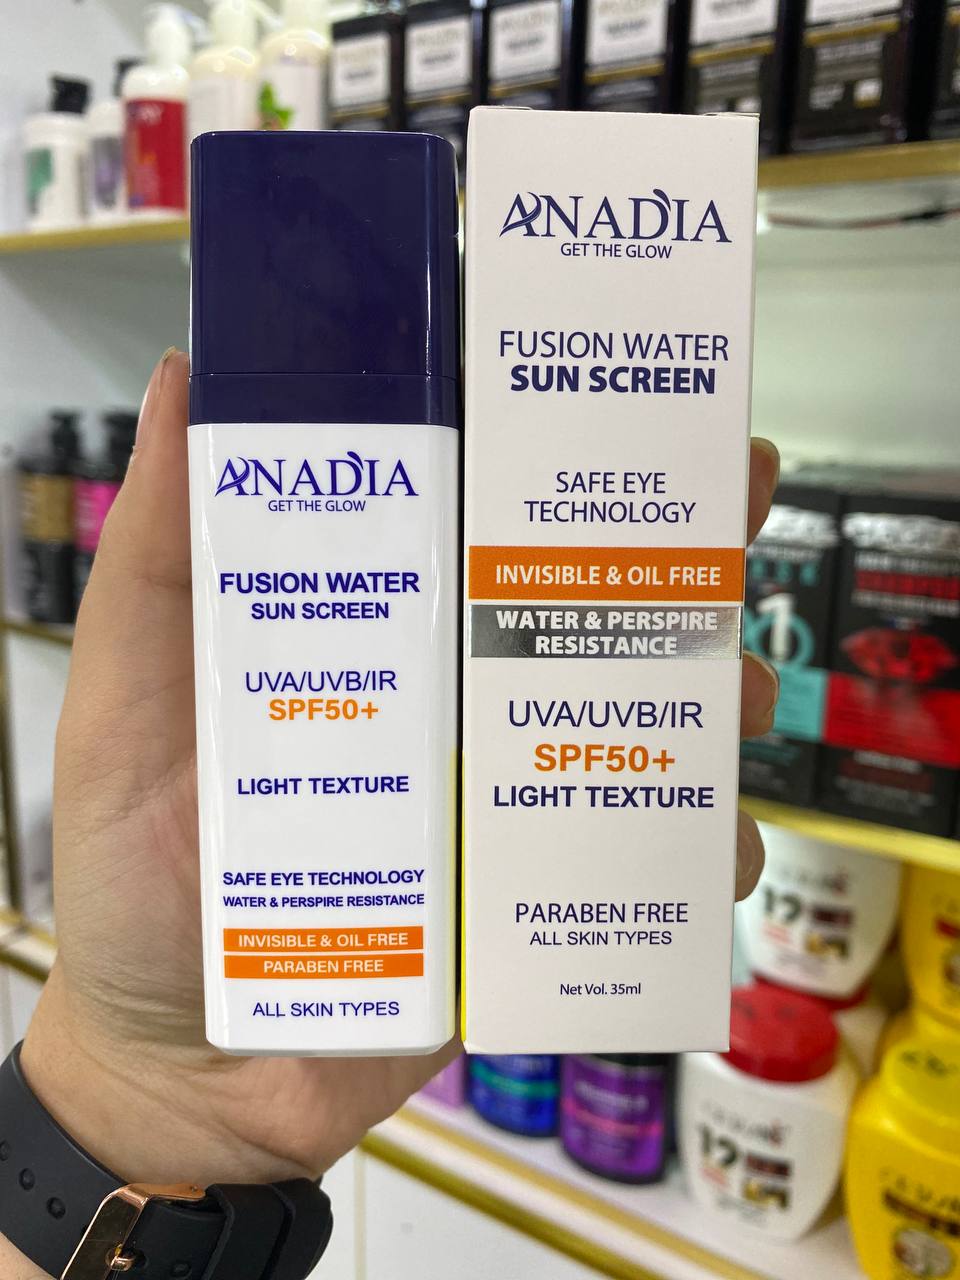 ANADIA
GET THE GLOW
FUSION WATER
SUN SCREEN
UVA/UVB/IR
SPF50+
LIGHT TEXTURE
SAFE EYE TECHNOLOGY
WATER & PERSPIRE RESISTANCE
INVISIBLE & OIL FREE
PARABEN FREE
ALL SKIN TYPES
ANADIA
GET THE GLOW
FUSION WATER
SUN SCREEN
SAFE EYE
TECHNOLOGY
INVISIBLE & OIL FREE
WATER & PERSPIRE
RESISTANCE
UVA/UVB/IR
SPF50+
LIGHT TEXTURE
PARABEN FREE
ALL SKIN TYPES
Net Vol. 35ml